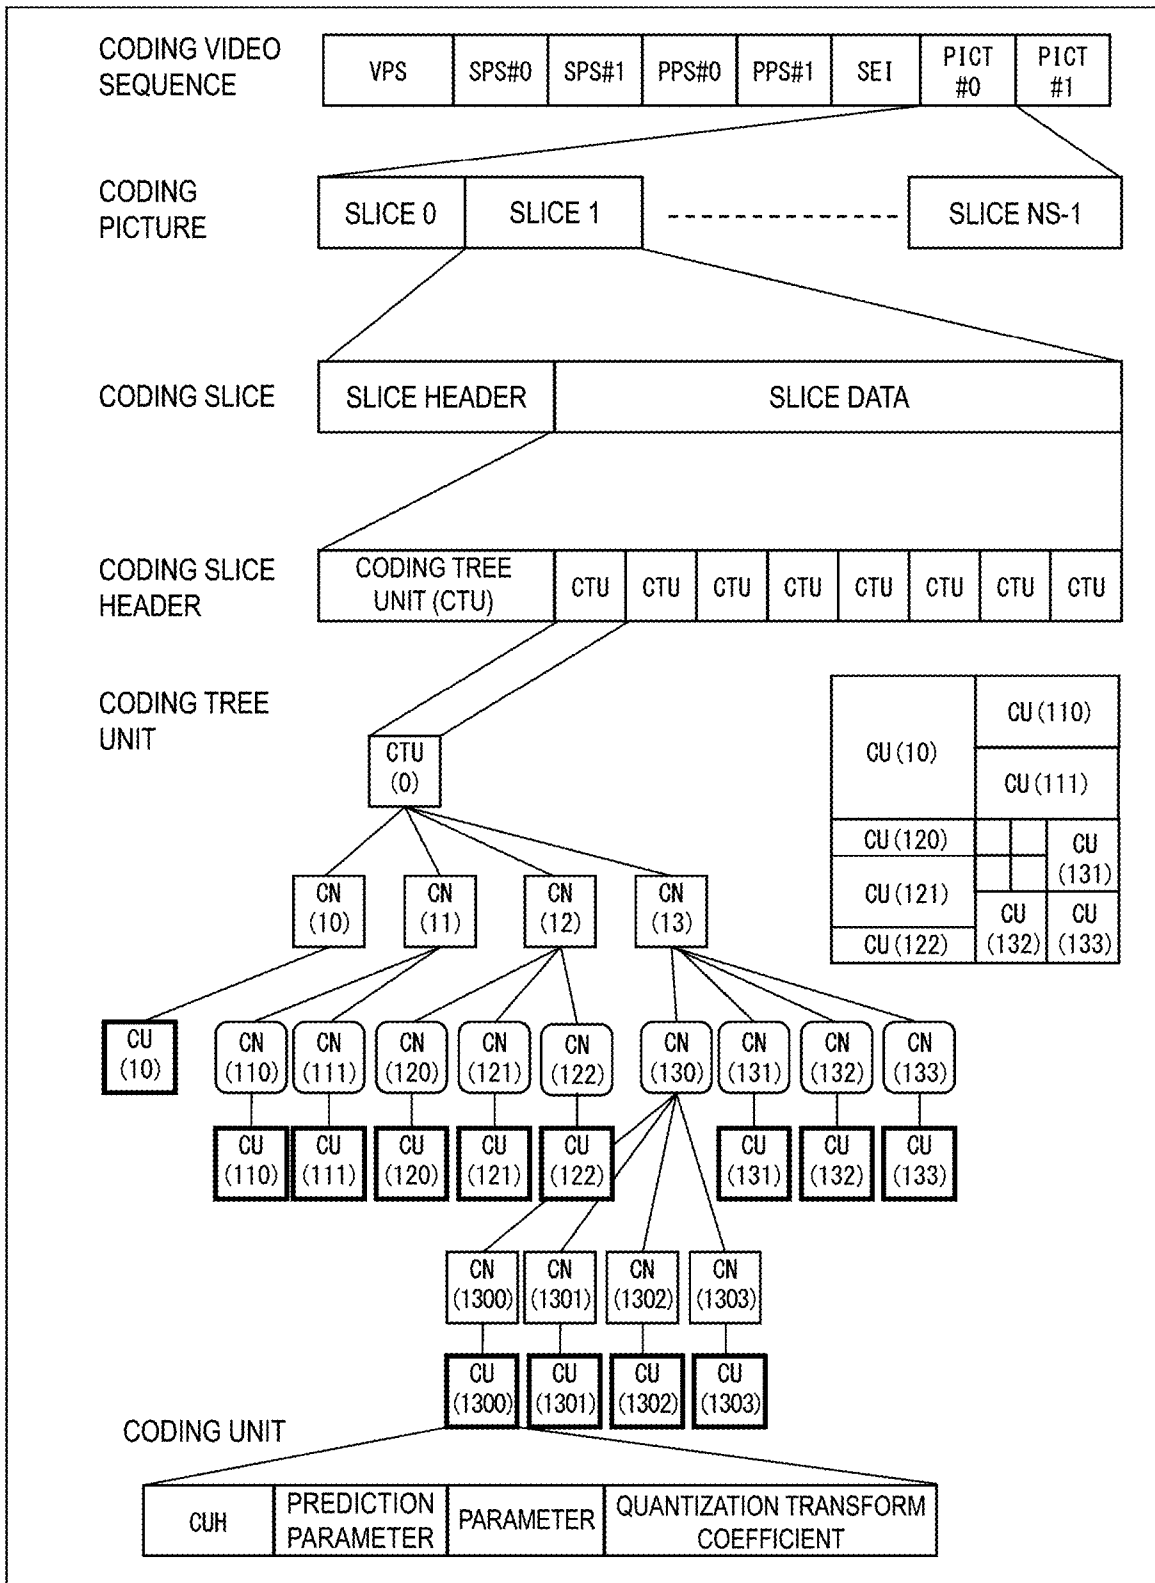 CODING VIDEO
SEQUENCE
VPS
SPS#0
SPS#1
PPS#0
PPS#1
SEI
PICT
#0
PICT
#1
CODING
PICTURE
SLICE 0
SLICE 1
SLICE NS-1
CODING SLICE
SLICE HEADER
SLICE DATA
CODING SLICE
HEADER
CODING TREE
UNIT (CTU)
CTU
CTU
CTU
CTU
CTU
CTU
CTU
CTU
CODING TREE
UNIT
CTU
(0)
CU(10)
CU(110)
CU(111)
CU(120)
CU(121)
CU(122)
CU
(131)
CU
(132)
CU
(133)
CN
(10)
CN
(11)
CN
(12)
CN
(13)
CU
(10)
CN
(110)
CN
(111)
CN
(120)
CN
(121)
CN
(122)
CN
(130)
CN
(131)
CN
(132)
CN
(133)
CU
(110)
CU
(111)
CU
(120)
CU
(121)
CU
(122)
CU
(131)
CU
(132)
CU
(133)
CN
(1300)
CN
(1301)
CN
(1302)
CN
(1303)
CU
(1300)
CU
(1301)
CU
(1302)
CU
(1303)
CODING UNIT
CUH
PREDICTION
PARAMETER
PARAMETER
QUANTIZATION TRANSFORM
COEFFICIENT